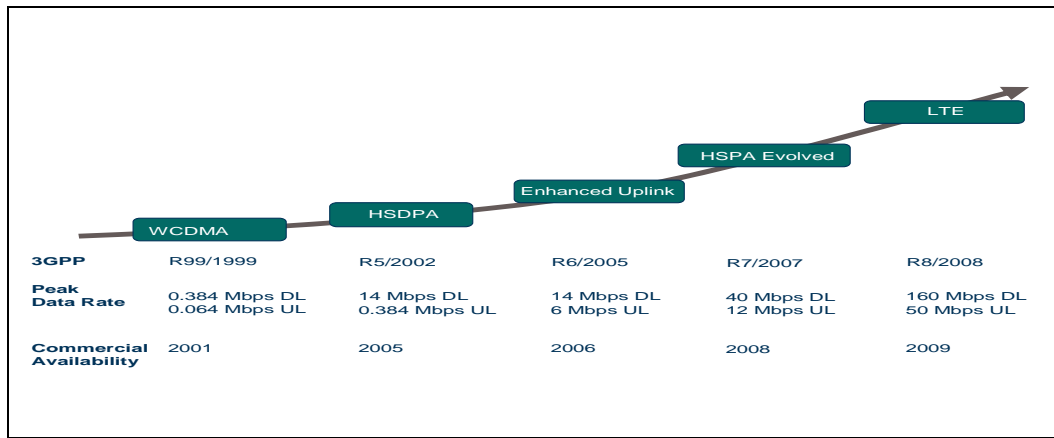 LTE
HSPA Evolved
Enhanced Uplink
HSDPA
WCDMA
3GPP R99/1999 R5/2002 R6/2005 R7/2007 R8/2008
Peak
Data Rate
0.384 Mbps DL 14 Mbps DL 14 Mbps DL 40 Mbps DL 160 Mbps DL
0.064 Mbps UL 0.384 Mbps UL 6 Mbps UL 12 Mbps UL 50 Mbps UL
Commercial 2001 2005 2006 2008 2009
Availability